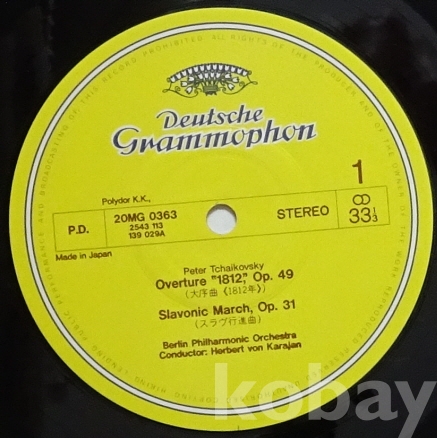 Deutsche
Grammophon
Polydor K.K.,
1
P.D.
20MG 0363
2543 113
139 029A
STEREO
33⅓
Made in Japan
Peter Tchaikovsky
Overture "1812," Op. 49
(大序曲《1812年》)
Slavonic March, Op. 31
(スラヴ行進曲)
Berlin Philharmonic Orchestra
Conductor: Herbert von Karajan
kobay